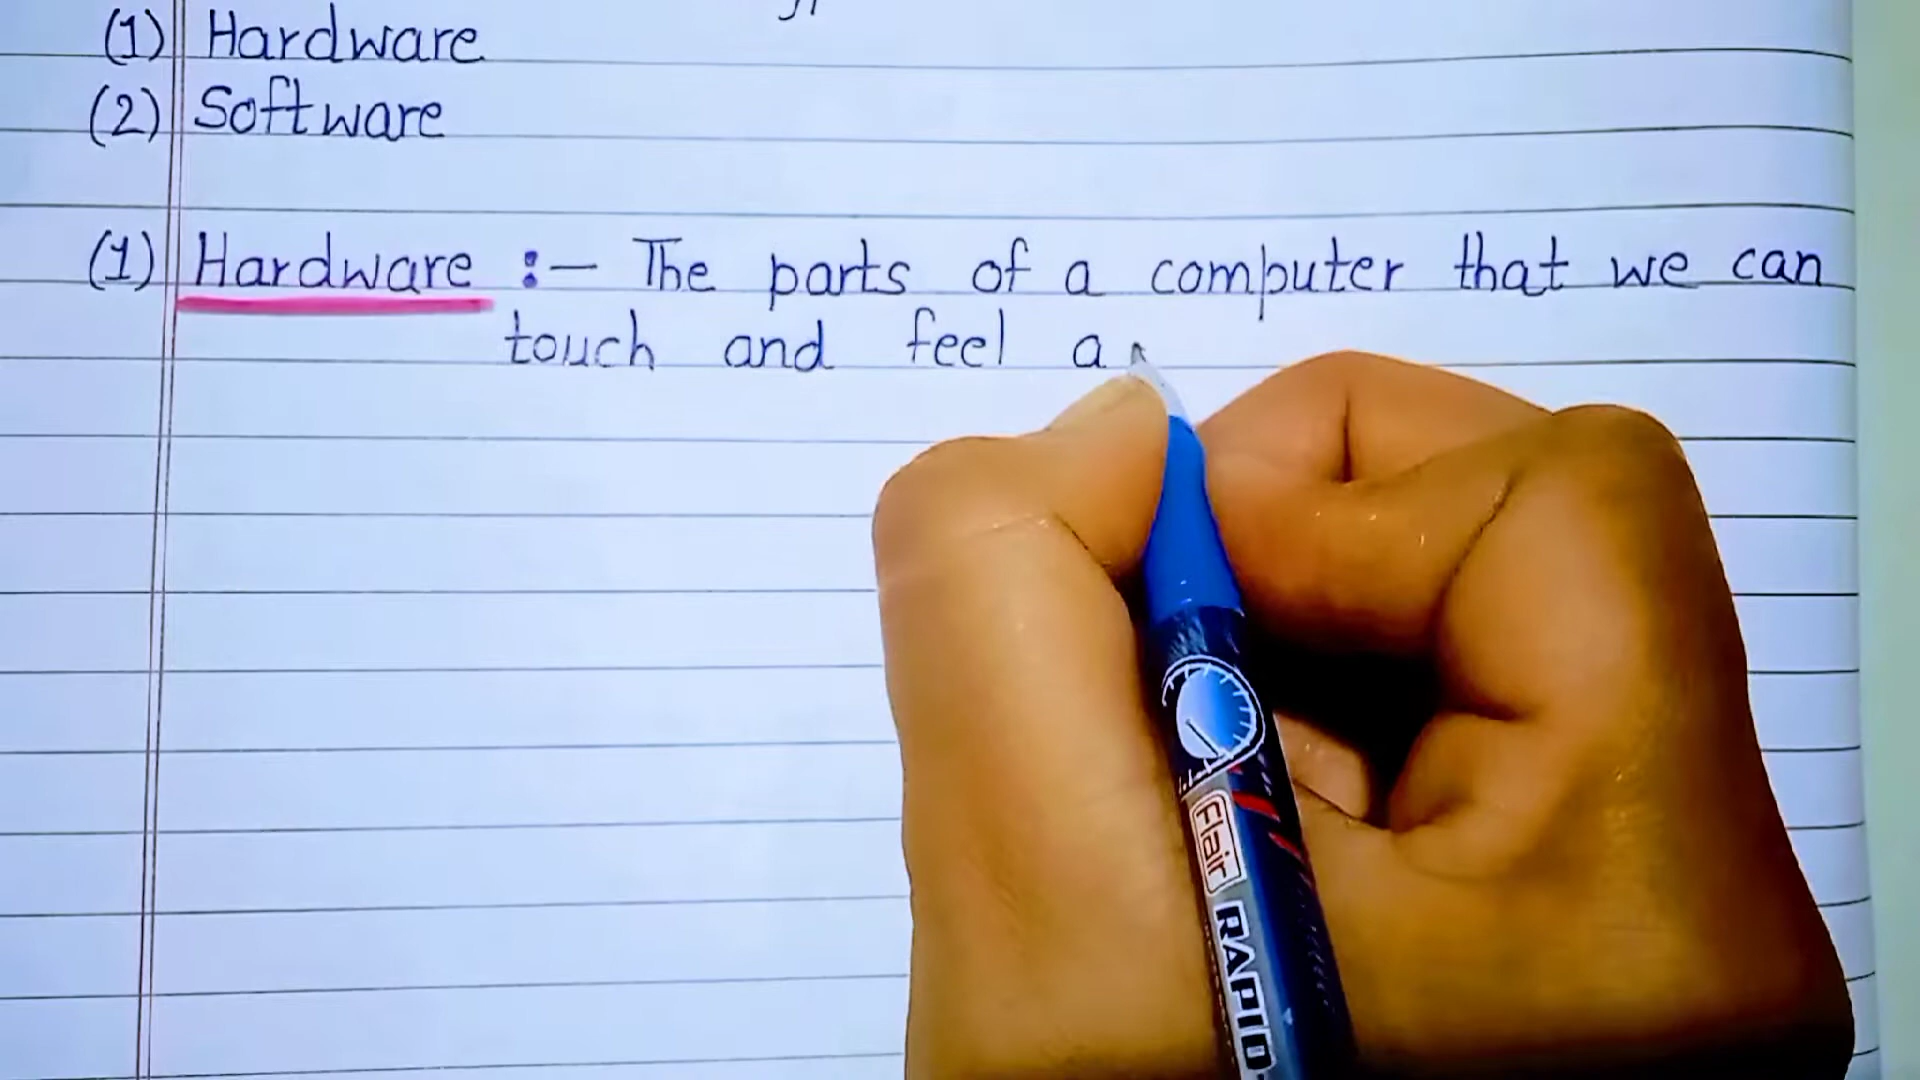 (1) Hardware
(2) Software
(1) Hardware :- The parts of a computer that we can
touch and feel a
Flair
RAPID